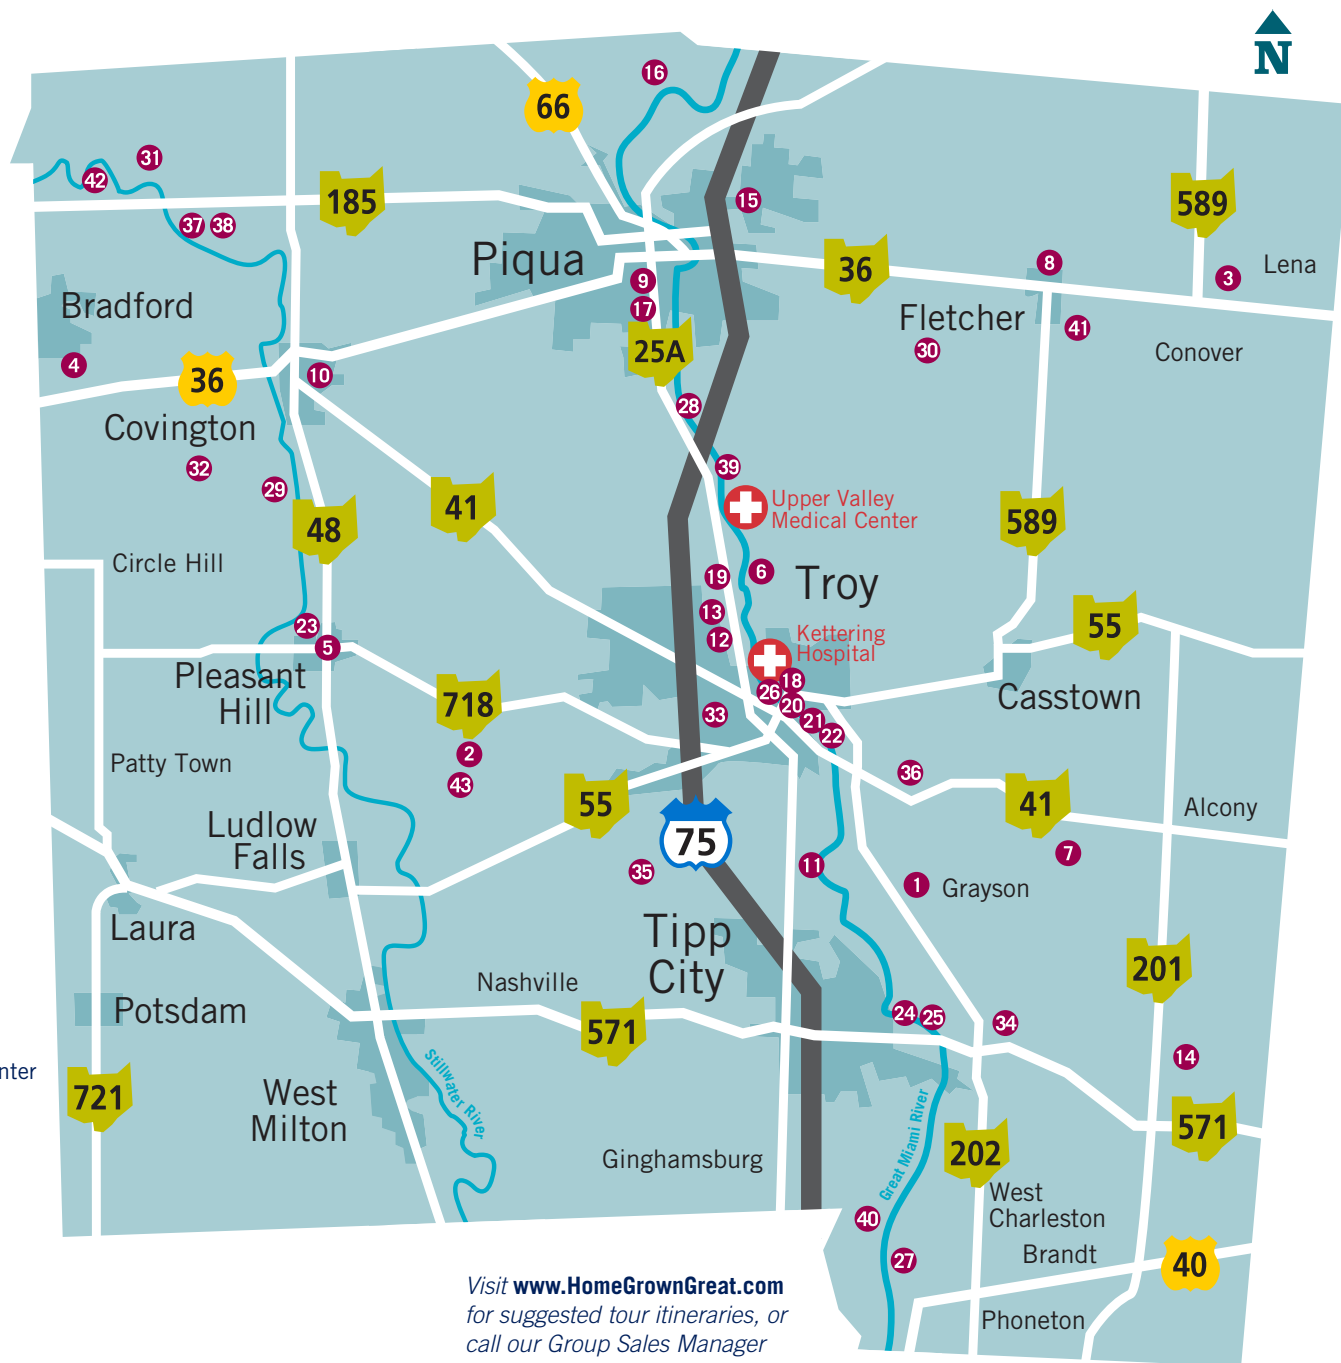 N
16
66
31
42
185
15
589
37
38
Piqua
36
8
Lena
3
9
Bradford
17
Fletcher
41
25A
30
Conover
4
36
10
28
Covington
32
39
29
41
Upper Valley
Medical Center
48
589
Circle Hill
19
6
Troy
13
55
23
12
Kettering
Hospital
5
Pleasant
Hill
18
26
Casstown
718
20
33
21
22
2
Patty Town
36
43
55
41
Alcony
Ludlow
Falls
75
7
35
11
1
Grayson
Laura
Tipp
City
201
Nashville
Potsdam
24
25
34
571
14
nter
721
Stillwater River
West
Milton
Great Miami River
571
202
Ginghamsburg
West
Charleston
40
Brandt
27
40
Visit www.HomeGrownGreat.com
for suggested tour itineraries, or
call our Group Sales Manager
Phoneton